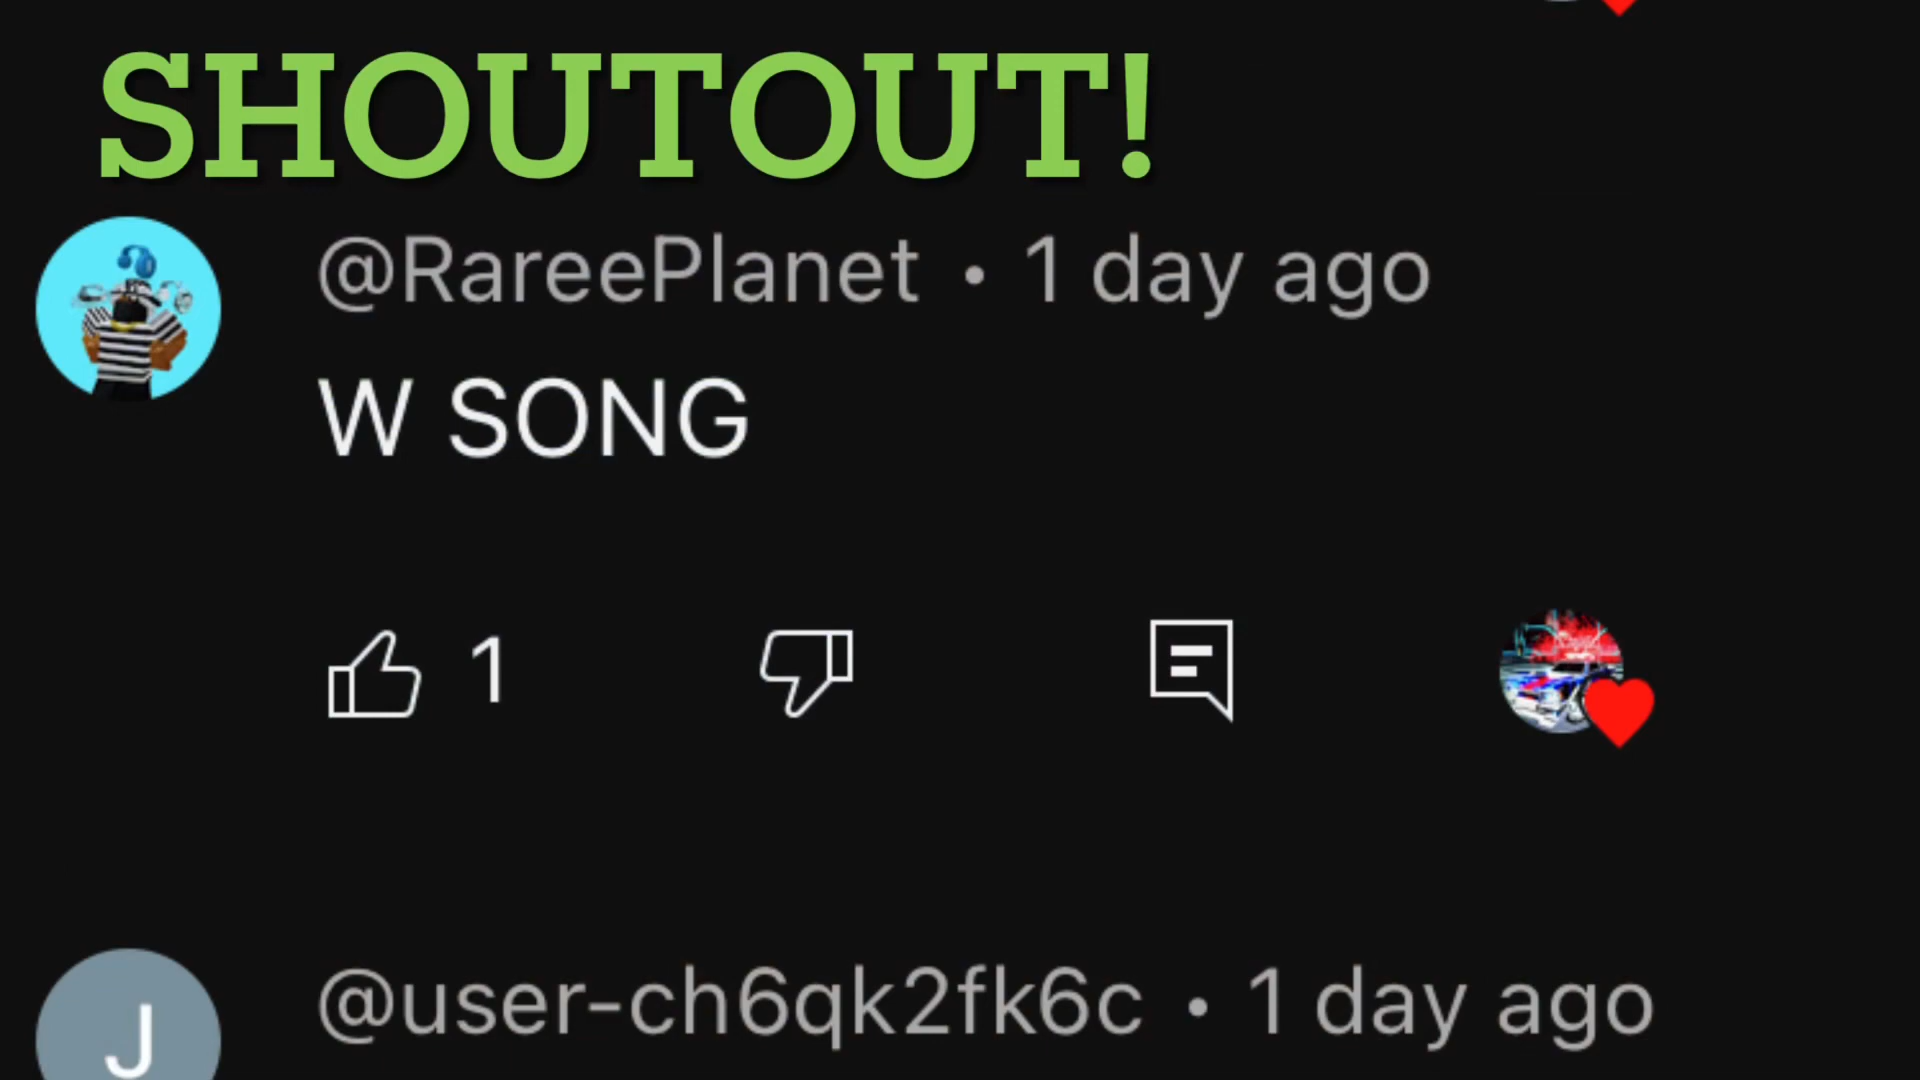 SHOUTOUT!
@RareePlanet • 1 day ago
W SONG
1
@user-ch6qk2fk6c • 1 day ago
J